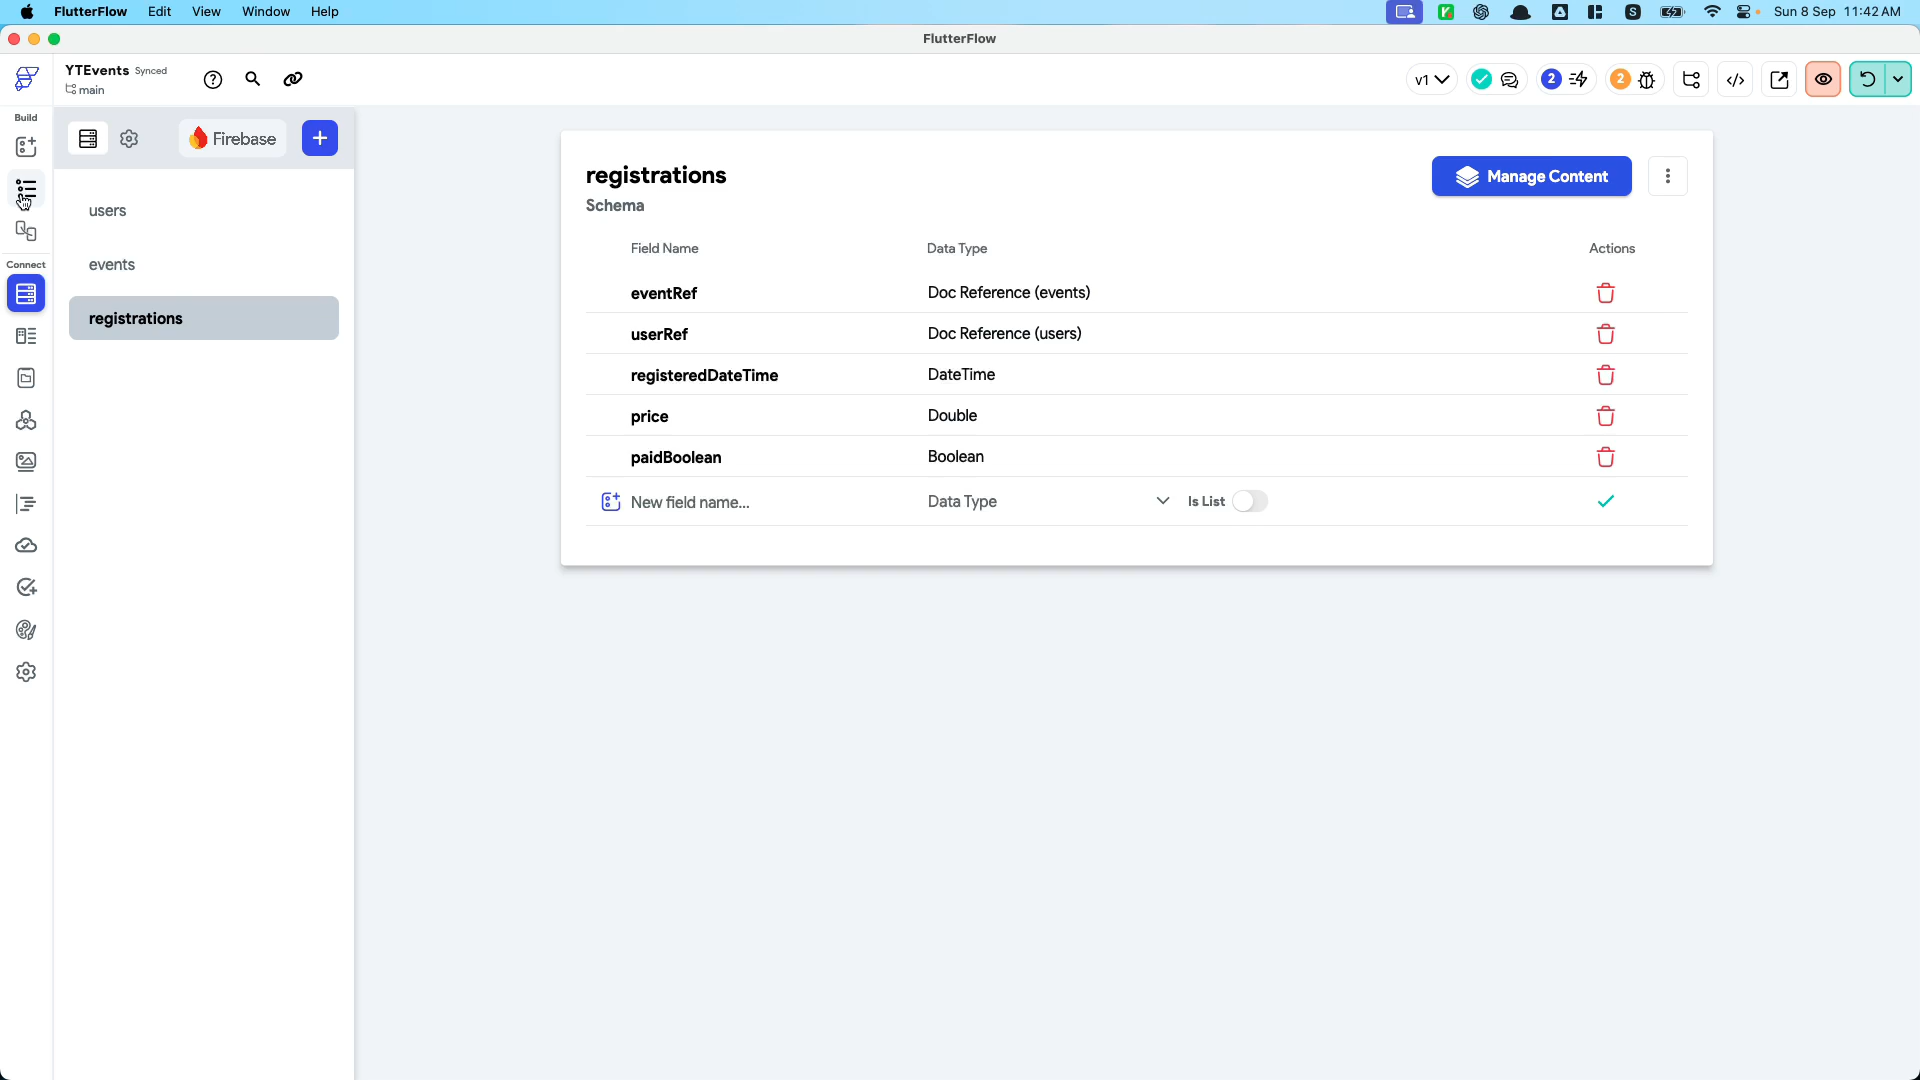 FlutterFlow Edit View Window Help
S
Sun 8 Sep 11:42 AM
FlutterFlow
YTEvents Synced
main
?
v1
2
2
</>
Build
Connect
Firebase
+
users
events
registrations
registrations
Schema
Manage Content
Field Name Data Type Actions
eventRef Doc Reference (events)
userRef Doc Reference (users)
registeredDateTime DateTime
price Double
paidBoolean Boolean
New field name... Data Type Is List